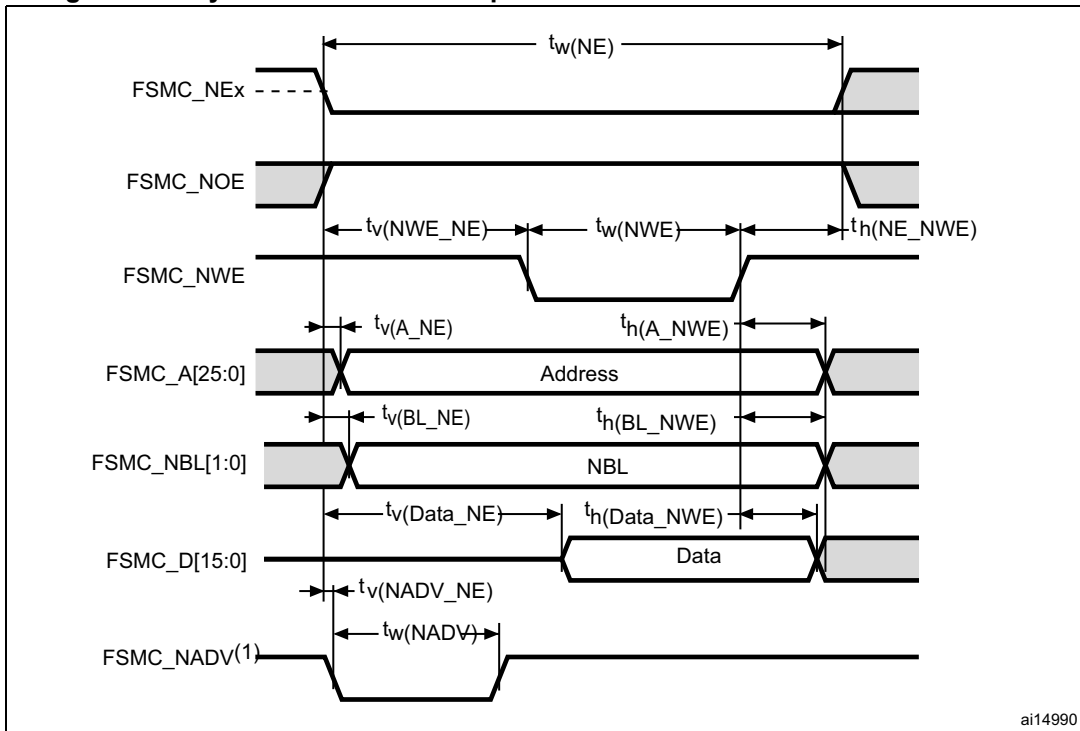 tw(NE)
FSMC_NEx
FSMC_NOE
tv(NWE_NE)
tw(NWE)
th(NE_NWE)
FSMC_NWE
tv(A_NE)
th(A_NWE)
FSMC_A[25:0]
Address
tv(BL_NE)
th(BL_NWE)
FSMC_NBL[1:0]
NBL
tv(Data_NE)
th(Data_NWE)
FSMC_D[15:0]
Data
tv(NADV_NE)
tw(NADV)
FSMC_NADV(1)
ai14990